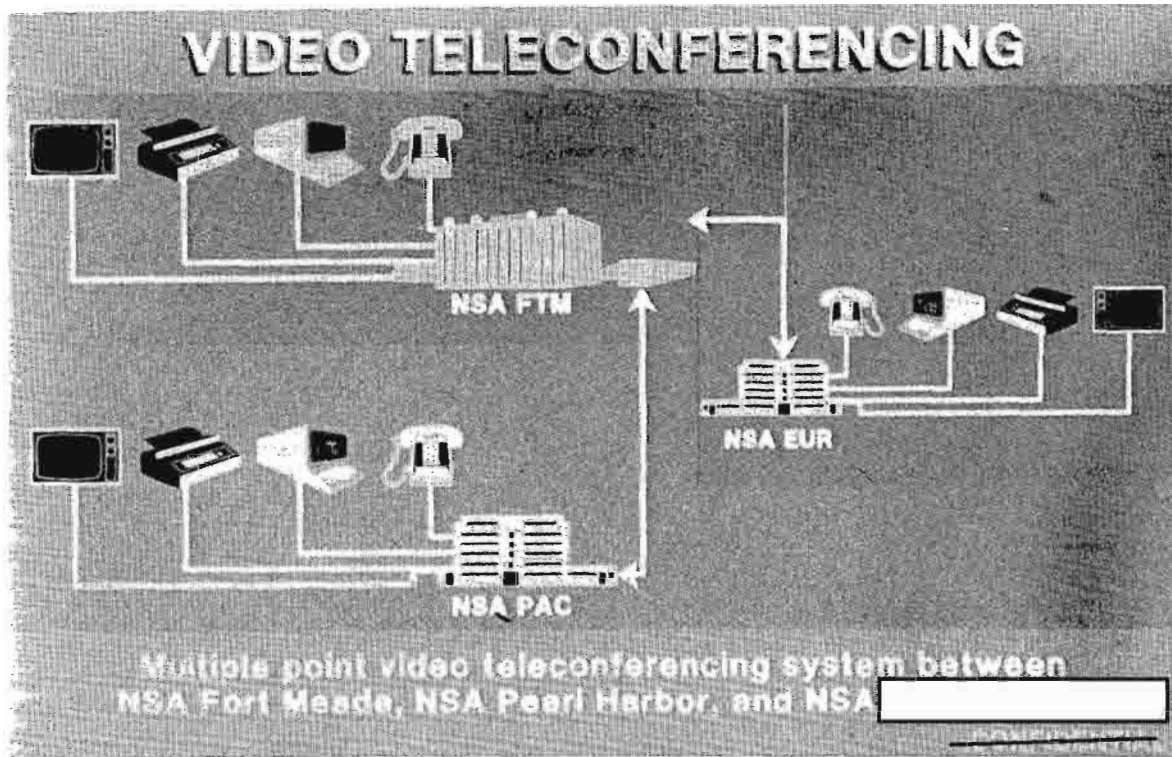 VIDEO TELECONFERENCING
NSA FTM
NSA EUR
NSA PAC
Multiple point video teleconferencing system between
NSA Fort Meade, NSA Pearl Harbor, and NSA
CONFIDENTIAL